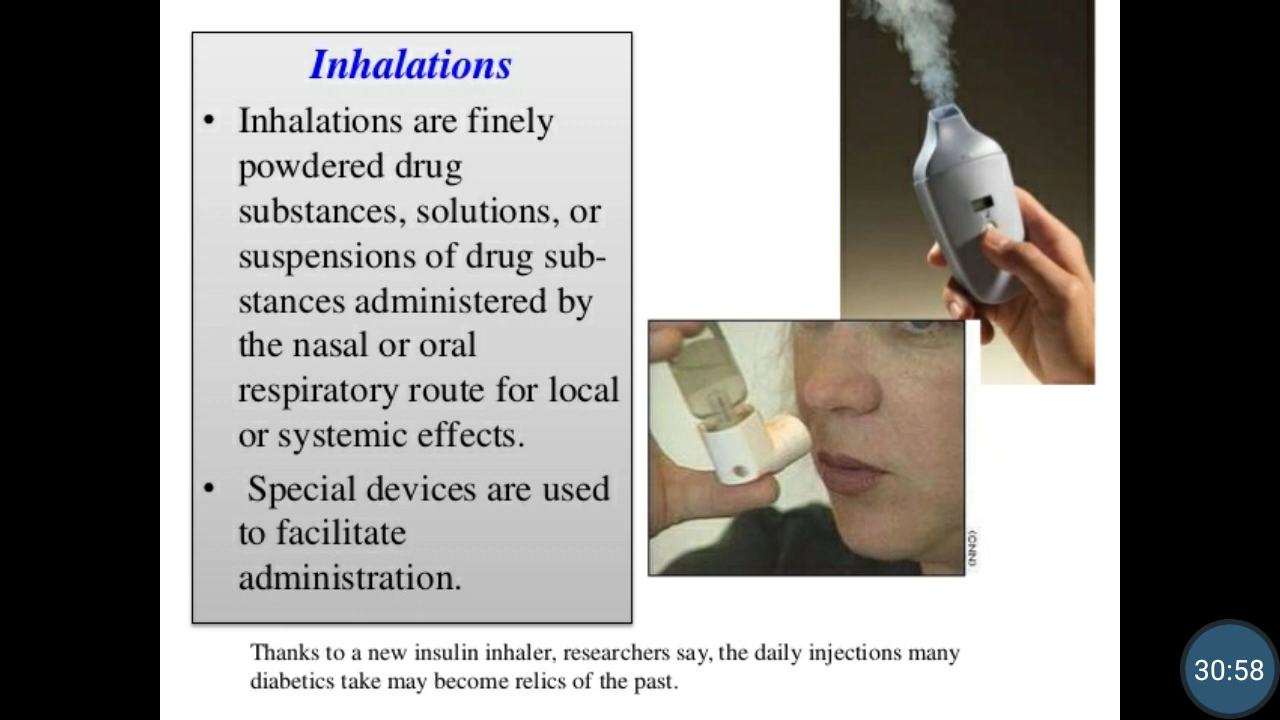 Inhalations
• Inhalations are finely
powdered drug
substances, solutions, or
suspensions of drug sub-
stances administered by
the nasal or oral
respiratory route for local
or systemic effects.
• Special devices are used
to facilitate
administration.
(CNN)
Thanks to a new insulin inhaler, researchers say, the daily injections many
diabetics take may become relics of the past.
30:58